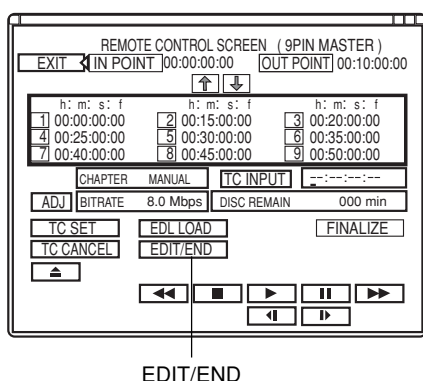 REMOTE CONTROL SCREEN ( 9PIN MASTER )
EXIT IN POINT 00:00:00:00 OUT POINT 00:10:00:00
h: m: s: f h: m: s: f h: m: s: f
1 00:00:00:00 2 00:15:00:00 3 00:20:00:00
4 00:25:00:00 5 00:30:00:00 6 00:35:00:00
7 00:40:00:00 8 00:45:00:00 9 00:50:00:00
CHAPTER MANUAL TC INPUT --:--:--:--
ADJ BITRATE 8.0 Mbps DISC REMAIN 000 min
TC SET EDL LOAD FINALIZE
TC CANCEL EDIT/END
EDIT/END